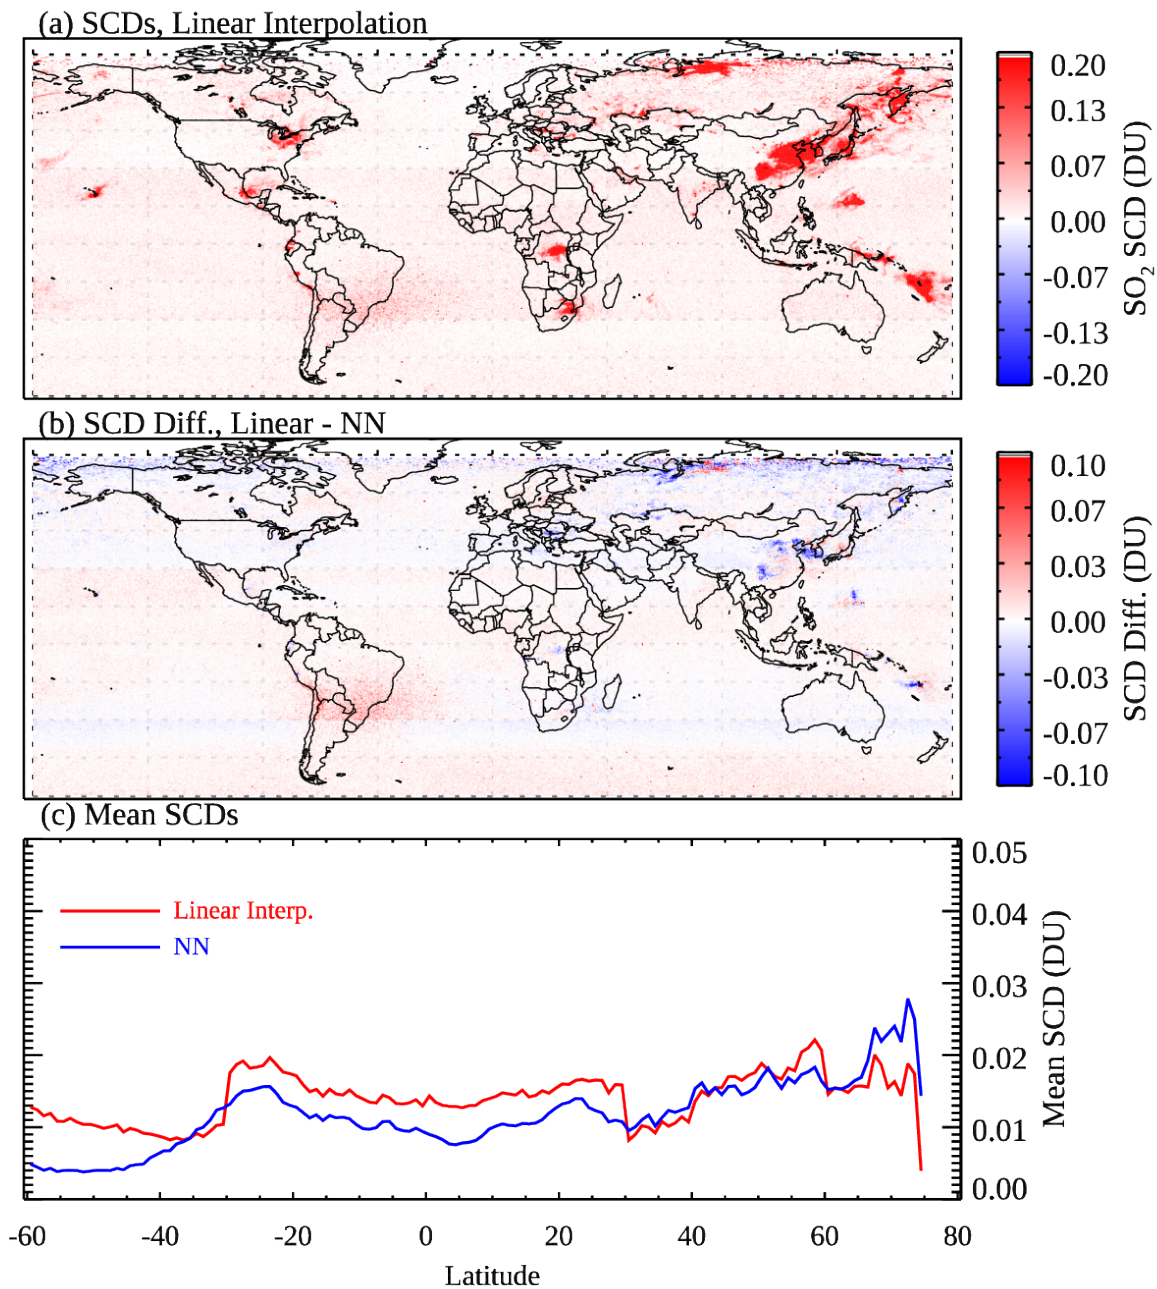 (a) SCDs, Linear Interpolation
0.20
0.13
0.07
0.00
-0.07
-0.13
-0.20
SO2 SCD (DU)
(b) SCD Diff., Linear - NN
0.10
0.07
0.03
0.00
-0.03
-0.07
-0.10
SCD Diff. (DU)
(c) Mean SCDs
Linear Interp.
NN
0.05
0.04
0.03
0.02
0.01
0.00
Mean SCD (DU)
-60 -40 -20 0 20 40 60 80
Latitude